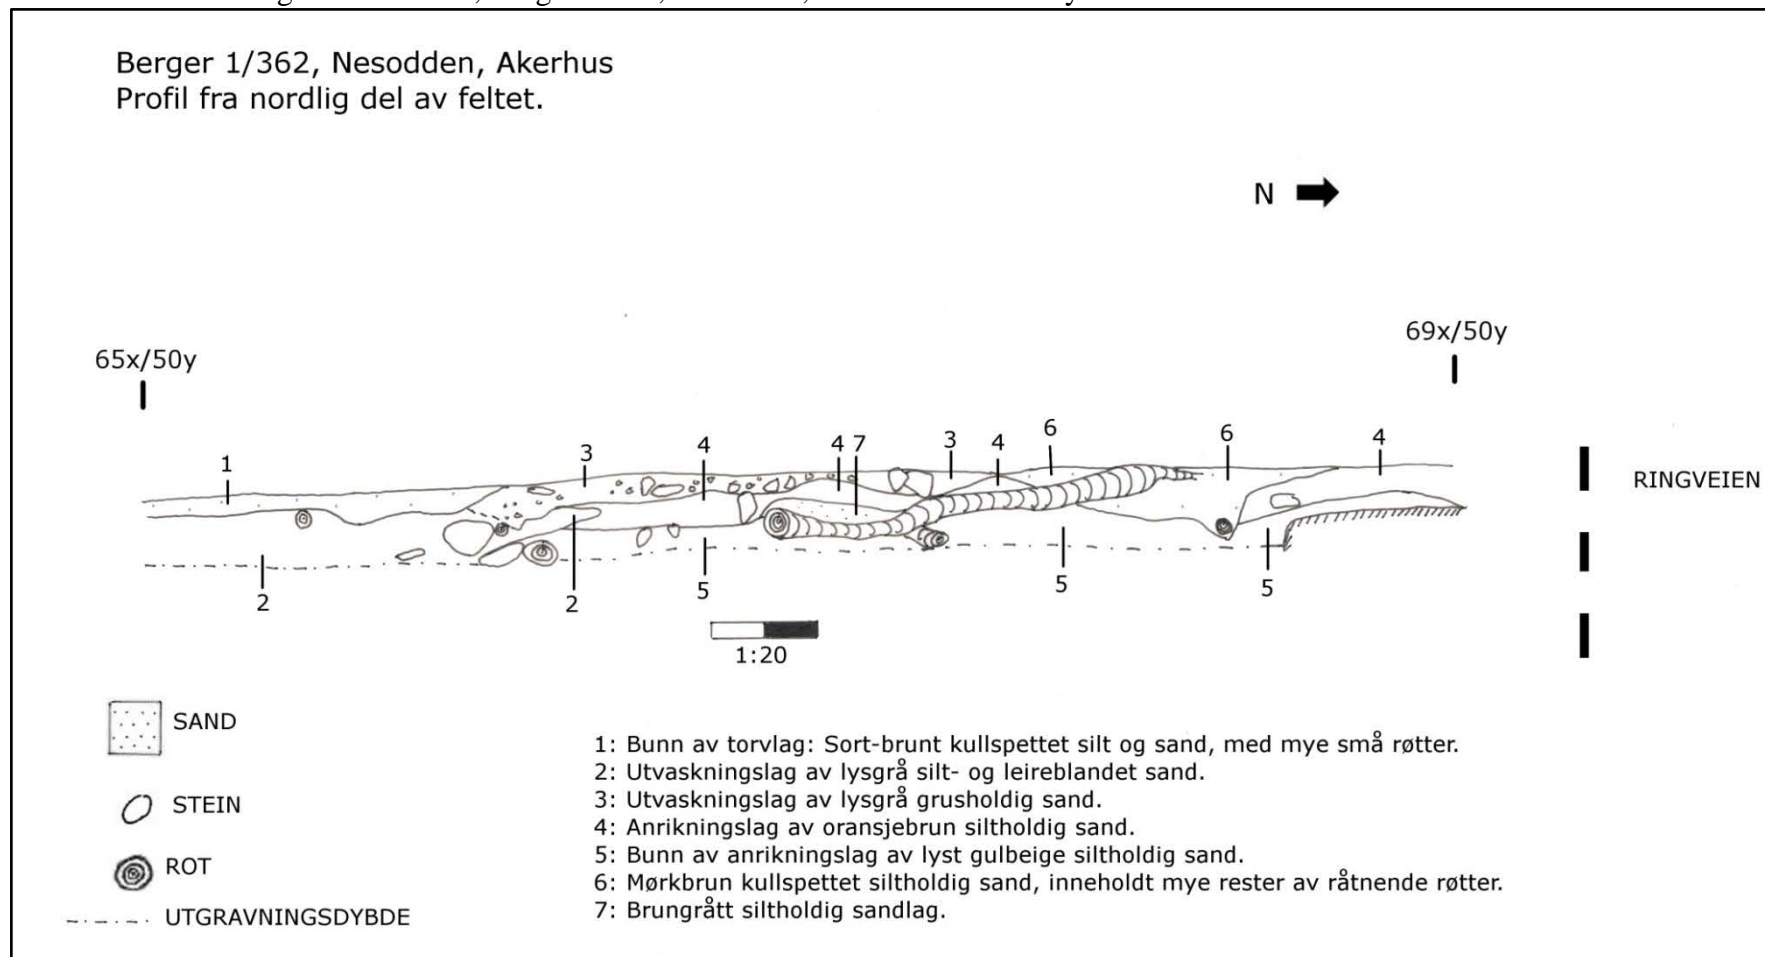 Berger 1/362, Nesodden, Akerhus
Profil fra nordlig del av feltet.
N
65x/50y
69x/50y
1 3 4 4 7 3 4 6 6 4
RINGVEIEN
2 2 5 5 5
1:20
SAND
STEIN
ROT
UTGRAVNINGSDYBDE
1: Bunn av torvlag: Sort-brunt kullspettet silt og sand, med mye små røtter.
2: Utvaskningslag av lysgrå silt- og leireblandet sand.
3: Utvaskningslag av lysgrå grusholdig sand.
4: Anrikningslag av oransjebrun siltholdig sand.
5: Bunn av anrikningslag av lyst gulbeige siltholdig sand.
6: Mørkbrun kullspettet siltholdig sand, inneholdt mye rester av råtnende røtter.
7: Brungrått siltholdig sandlag.